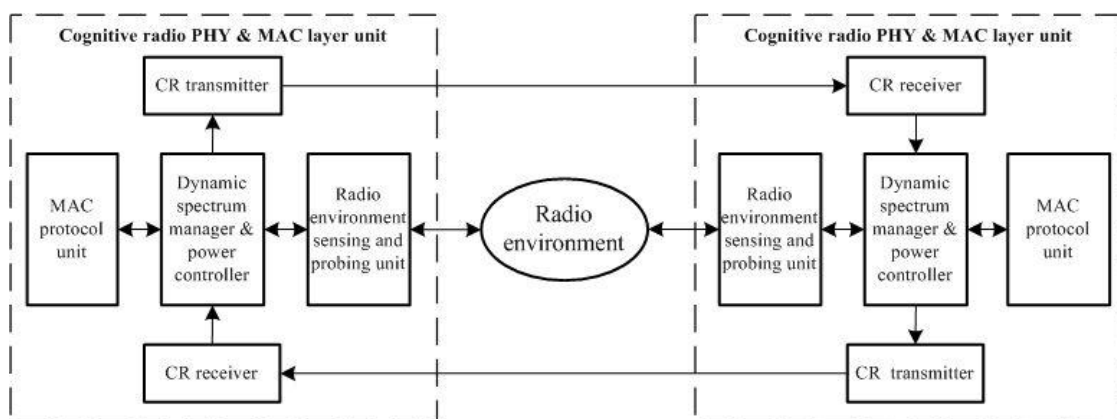 Cognitive radio PHY & MAC layer unit
CR transmitter
MAC
protocol
unit
Dynamic
spectrum
manager &
power
controller
Radio
environment
sensing and
probing unit
CR receiver
Radio
environment
Cognitive radio PHY & MAC layer unit
CR receiver
Radio
environment
sensing and
probing unit
Dynamic
spectrum
manager &
power
controller
MAC
protocol
unit
CR transmitter